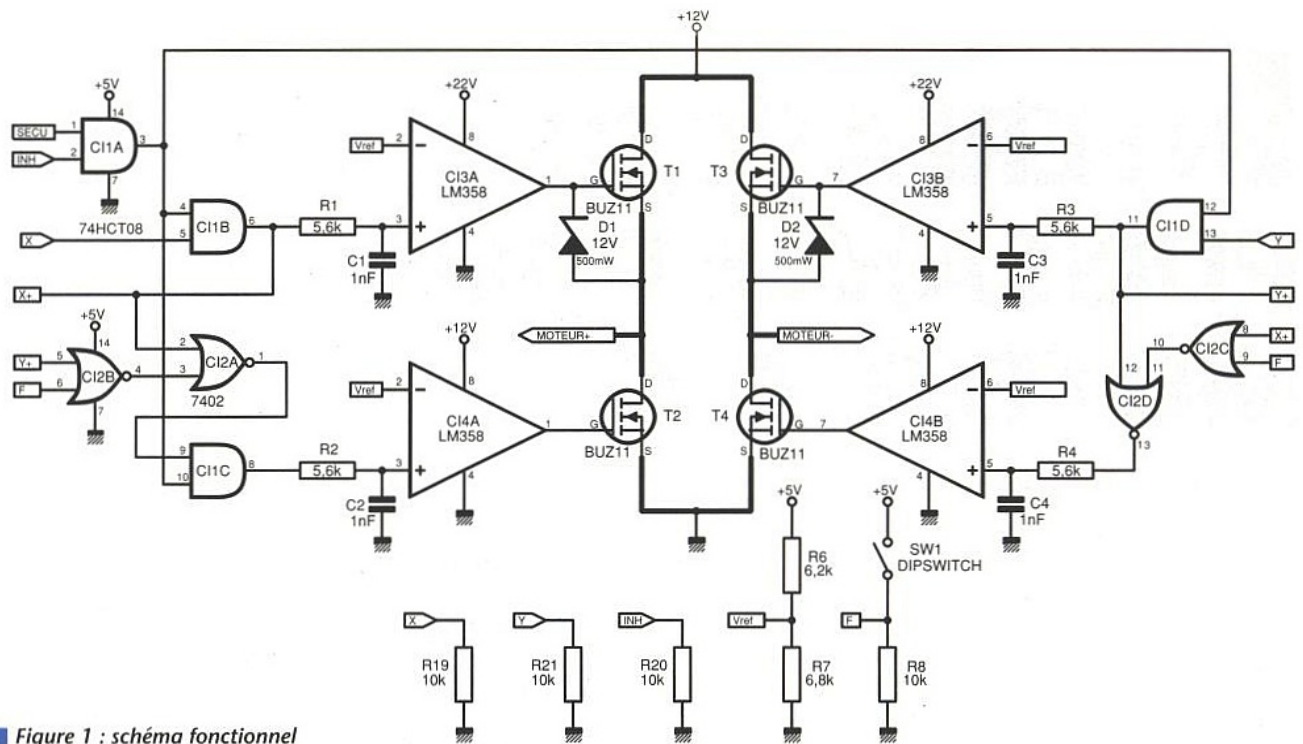 +12V
+5V
14
SECU 1
INH 2
CI1A
3
7
+22V
8
Vref 2
CI3A
LM358
1
3
4
D
G
T1
S
BUZ11
D1
12V
500mW
D
T3
G
S
BUZ11
D2
12V
500mW
+22V
8
6 Vref
7
CI3B
LM358
5
4
R3
5,6k
C3
1nF
11
CI1D
12
13
Y
4
74HCT08
X
5
CI1B
6
R1
5,6k
C1
1nF
X+
Y+
+5V
14
Y+ 5
F 6
CI2B
4
7
2
3
CI2A
1
7402
MOTEUR+
MOTEUR-
+12V
8
Vref 2
CI4A
LM358
1
3
4
D
G
T2
S
BUZ11
D
T4
G
S
BUZ11
+12V
8
6 Vref
7
CI4B
LM358
5
4
8 X+
9 F
CI2C
10
12
11
CI2D
13
9
10
CI1C
8
R2
5,6k
C2
1nF
R4
5,6k
C4
1nF
+5V
R6
6,2k
Vref
R7
6,8k
+5V
SW1
DIPSWITCH
F
R8
10k
X
R19
10k
Y
R21
10k
INH
R20
10k
Figure 1 : schéma fonctionnel